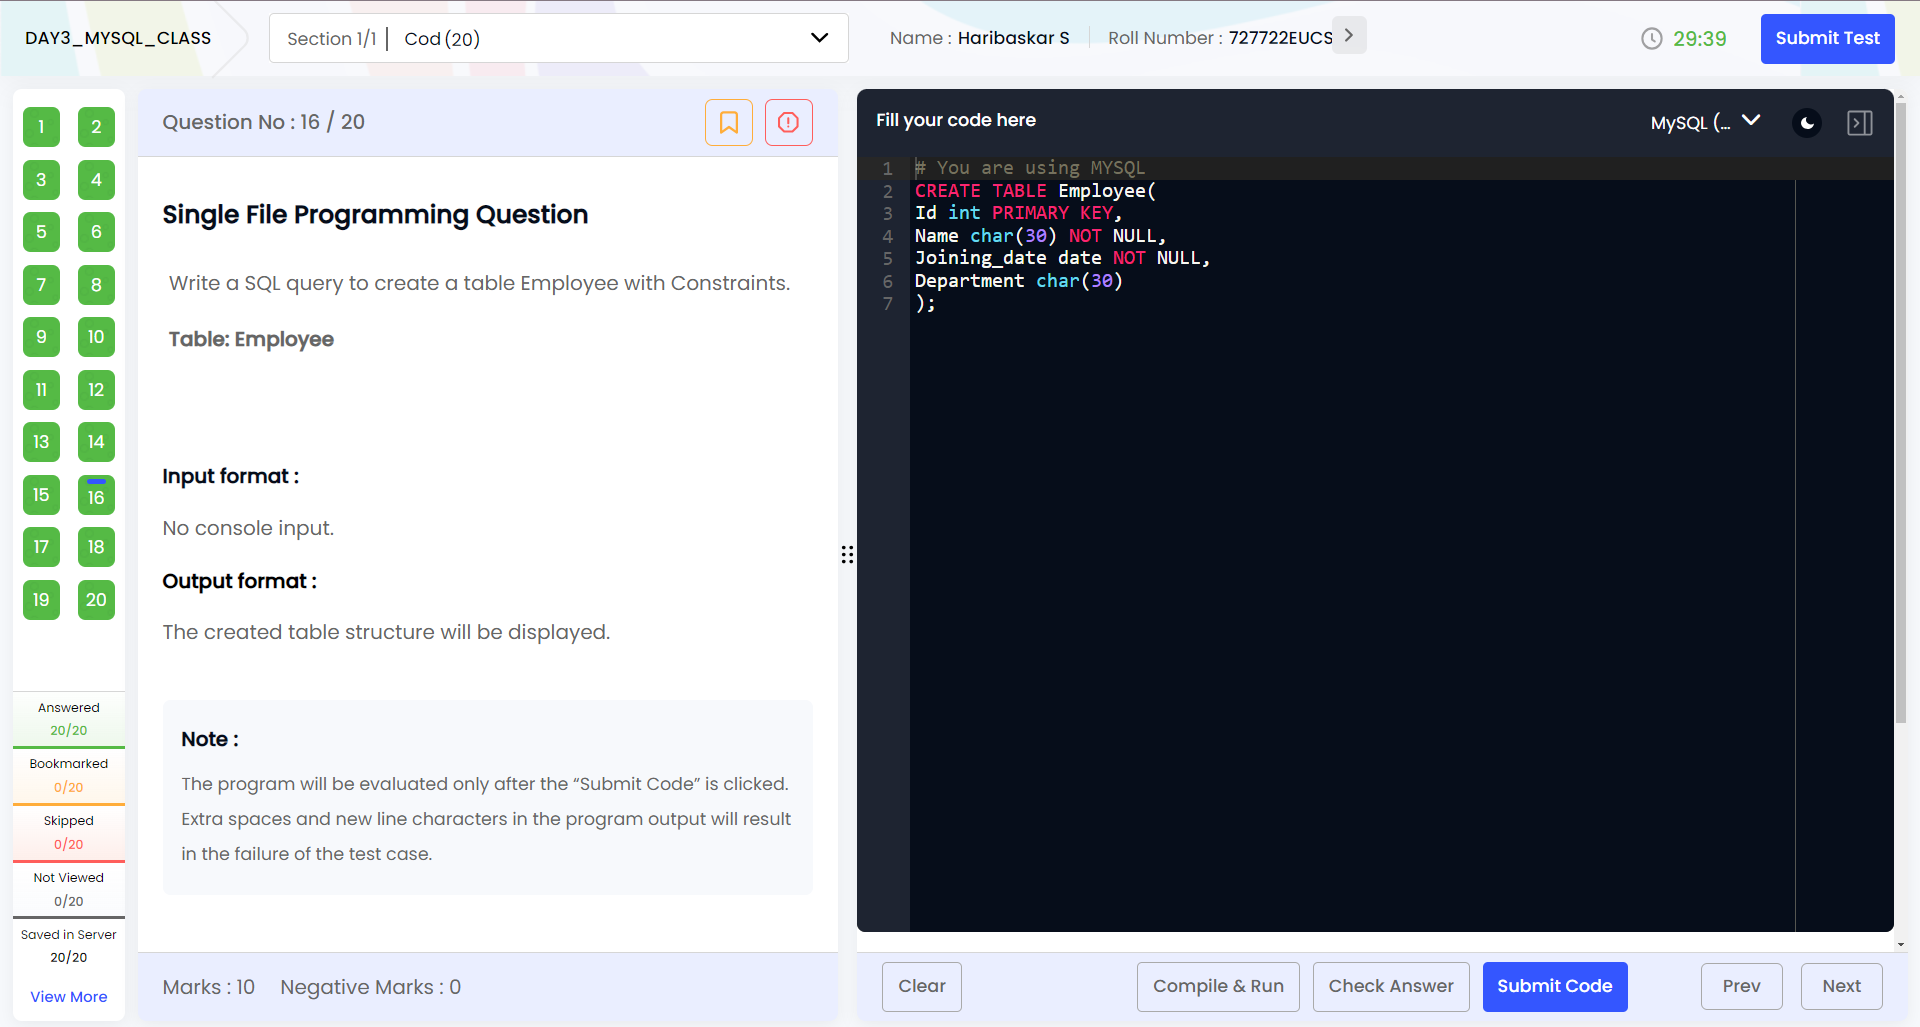 DAY3_MYSQL_CLASS
Section 1/1 | Cod (20)
Name : Haribaskar S
Roll Number : 727722EUCS
29:39
Submit Test
1 2
3 4
5 6
7 8
9 10
11 12
13 14
15 16
17 18
19 20
Answered
20/20
Bookmarked
0/20
Skipped
0/20
Not Viewed
0/20
Saved in Server
20/20
View More
Question No : 16 / 20
Single File Programming Question
Write a SQL query to create a table Employee with Constraints.
Table: Employee
Input format :
No console input.
Output format :
The created table structure will be displayed.
Note :
The program will be evaluated only after the “Submit Code” is clicked.
Extra spaces and new line characters in the program output will result
in the failure of the test case.
Marks : 10 Negative Marks : 0
Fill your code here
MySQL (...
1 # You are using MYSQL
2 CREATE TABLE Employee(
3 Id int PRIMARY KEY,
4 Name char(30) NOT NULL,
5 Joining_date date NOT NULL,
6 Department char(30)
7 );
Clear
Compile & Run
Check Answer
Submit Code
Prev
Next